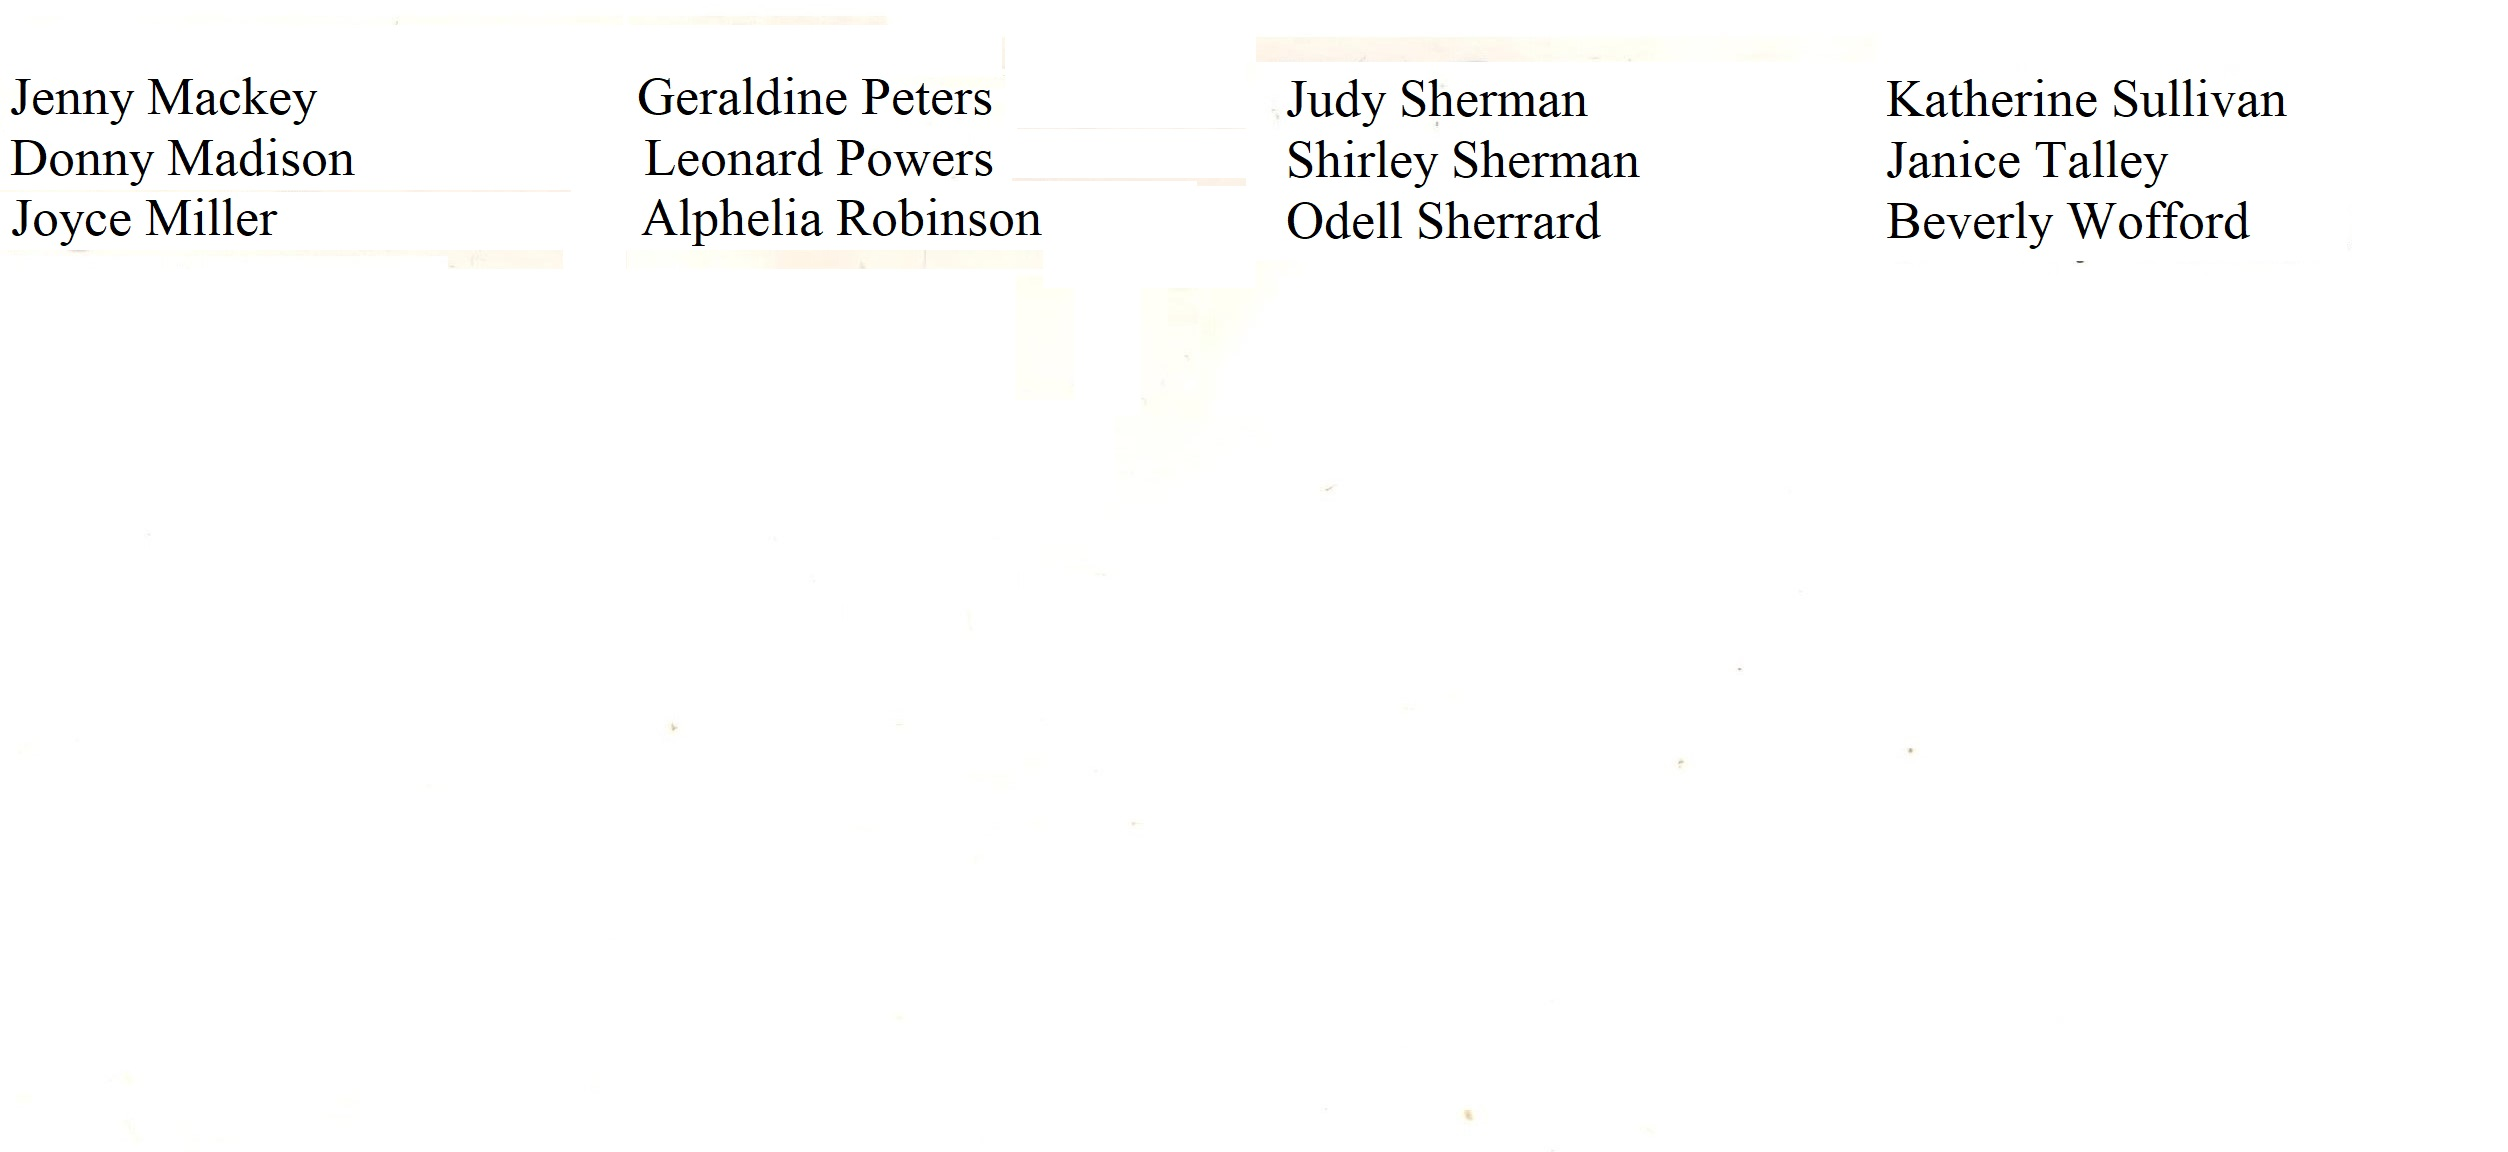 Jenny Mackey
Donny Madison
Joyce Miller
Geraldine Peters
Leonard Powers
Alphelia Robinson
Judy Sherman
Shirley Sherman
Odell Sherrard
Katherine Sullivan
Janice Talley
Beverly Wofford